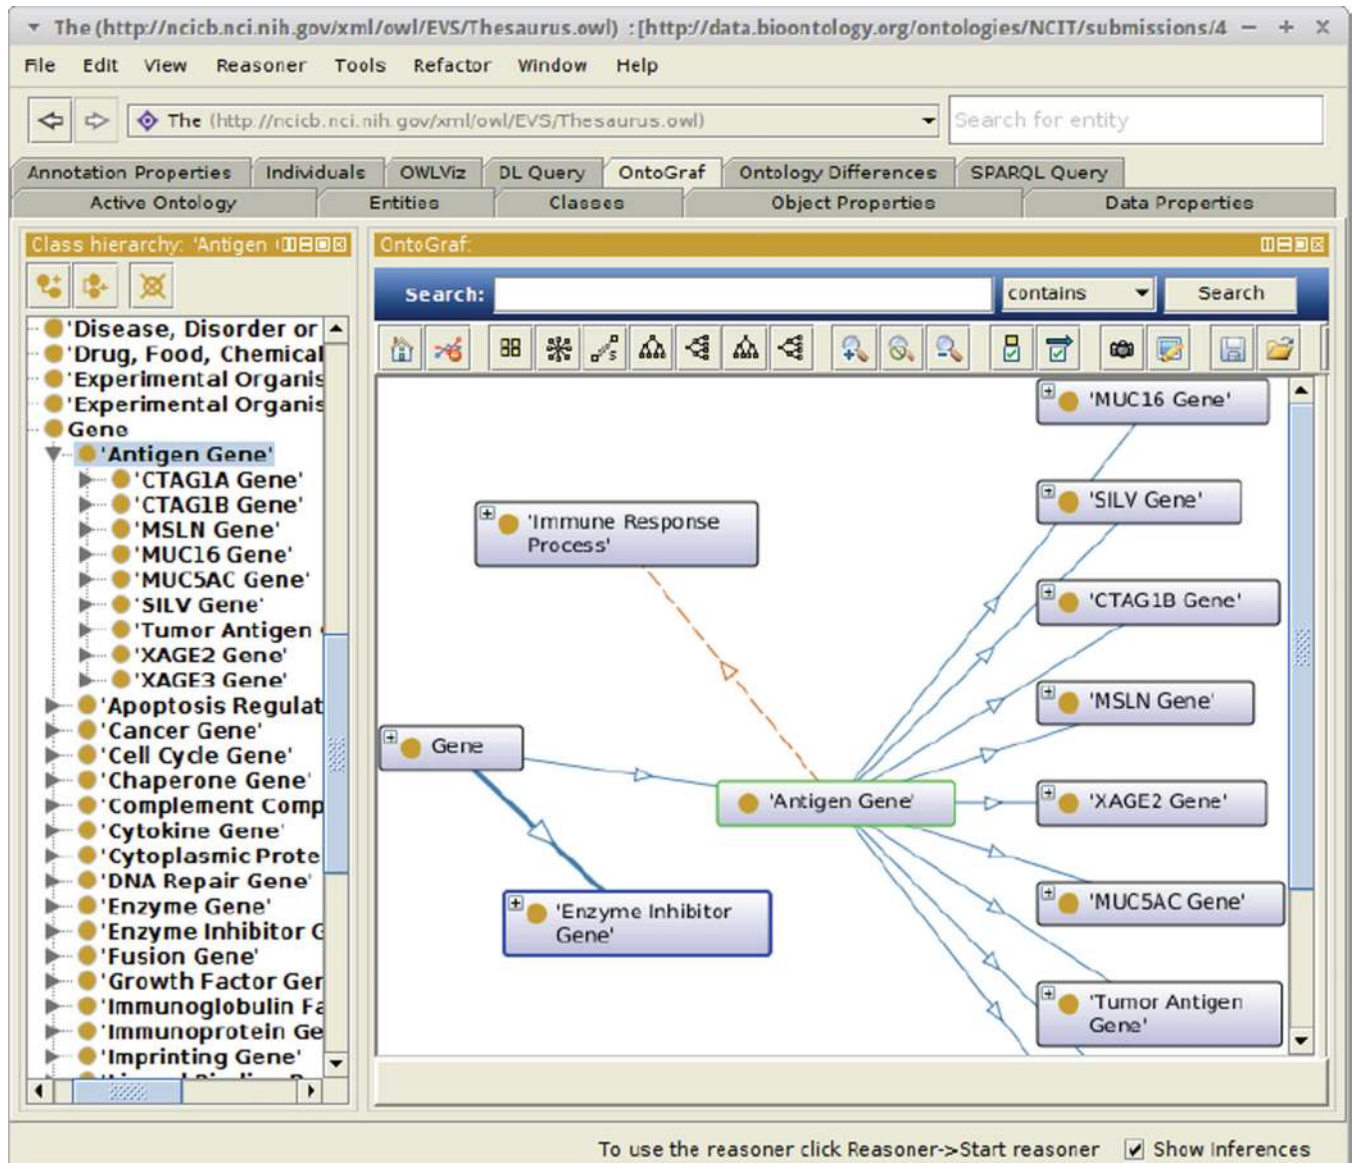 The (http://ncicb.nci.nih.gov/xml/owl/EVS/Thesaurus.owl) : [http://data.bioontology.org/ontologies/NCIT/submissions/4
File Edit View Reasoner Tools Refactor Window Help
The (http://ncicb.nci.nih.gov/xml/owl/EVS/Thesaurus.owl)
Search for entity
Annotation Properties Individuals OWLViz DL Query OntoGraf Ontology Differences SPARQL Query
Active Ontology Entities Classes Object Properties Data Properties
Class hierarchy: 'Antigen
'Disease, Disorder or
'Drug, Food, Chemical
'Experimental Organis
'Experimental Organis
Gene
'Antigen Gene'
'CTAG1A Gene'
'CTAG1B Gene'
'MSLN Gene'
'MUC16 Gene'
'MUC5AC Gene'
'SILV Gene'
'Tumor Antigen
'XAGE2 Gene'
'XAGE3 Gene'
'Apoptosis Regulat
'Cancer Gene'
'Cell Cycle Gene'
'Chaperone Gene'
'Complement Comp
'Cytokine Gene'
'Cytoplasmic Prote
'DNA Repair Gene'
'Enzyme Gene'
'Enzyme Inhibitor G
'Fusion Gene'
'Growth Factor Ger
'Immunoglobulin Fa
'Immunoprotein Ge
'Imprinting Gene'
OntoGraf:
Search:
contains
Search
'MUC16 Gene'
'SILV Gene'
'Immune Response
Process'
'CTAG1B Gene'
'MSLN Gene'
Gene
'Antigen Gene'
'XAGE2 Gene'
'MUC5AC Gene'
'Enzyme Inhibitor
Gene'
'Tumor Antigen
Gene'
To use the reasoner click Reasoner->Start reasoner Show Inferences